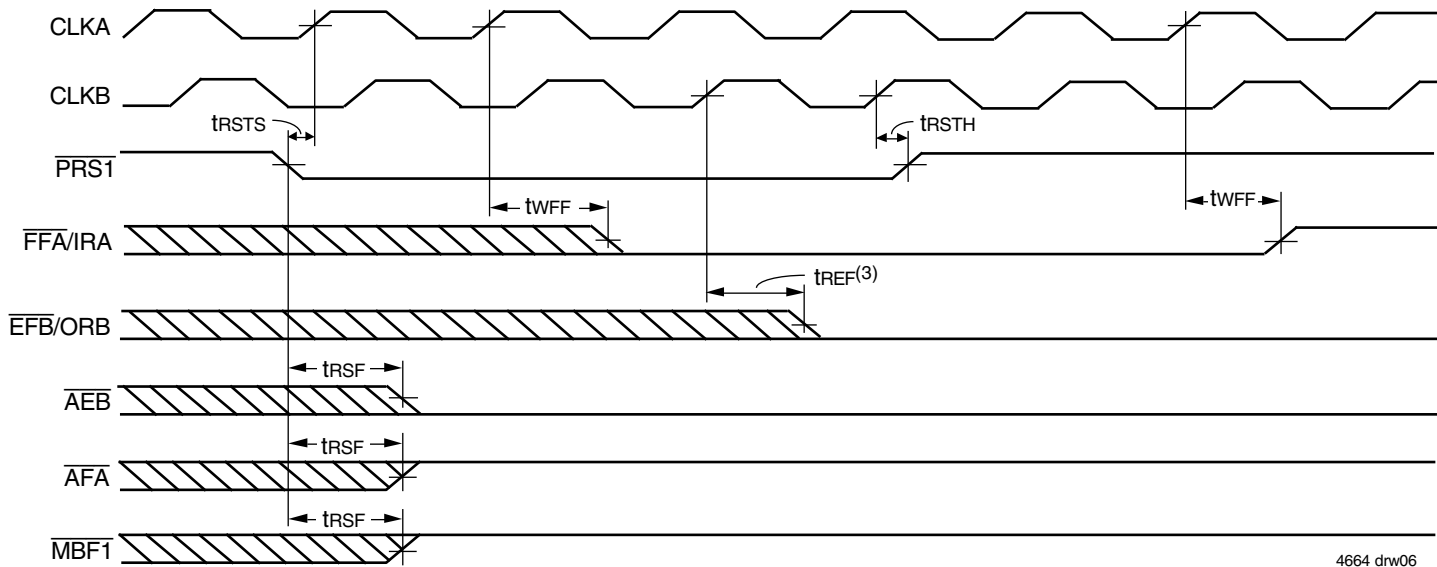 CLKA
CLKB
tRSTS
tRSTH
PRS1
tWFF
tWFF
FFA/IRA
tREF(3)
EFB/ORB
tRSF
AEB
tRSF
AFA
tRSF
MBF1
4664 drw06